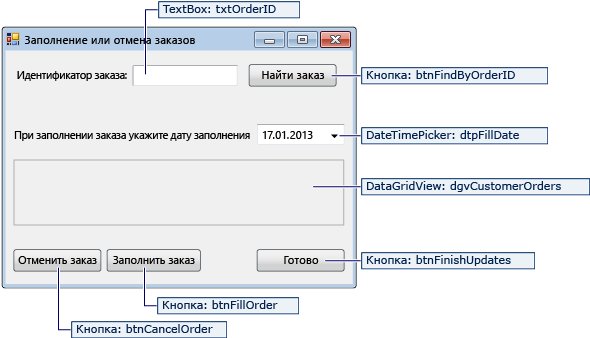 TextBox: txtOrderID
Заполнение или отмена заказов
Идентификатор заказа:
Найти заказ
Кнопка: btnFindByOrderID
При заполнении заказа укажите дату заполнения
17.01.2013
DateTimePicker: dtpFillDate
DataGridView: dgvCustomerOrders
Отменить заказ
Заполнить заказ
Готово
Кнопка: btnFinishUpdates
Кнопка: btnFillOrder
Кнопка: btnCancelOrder